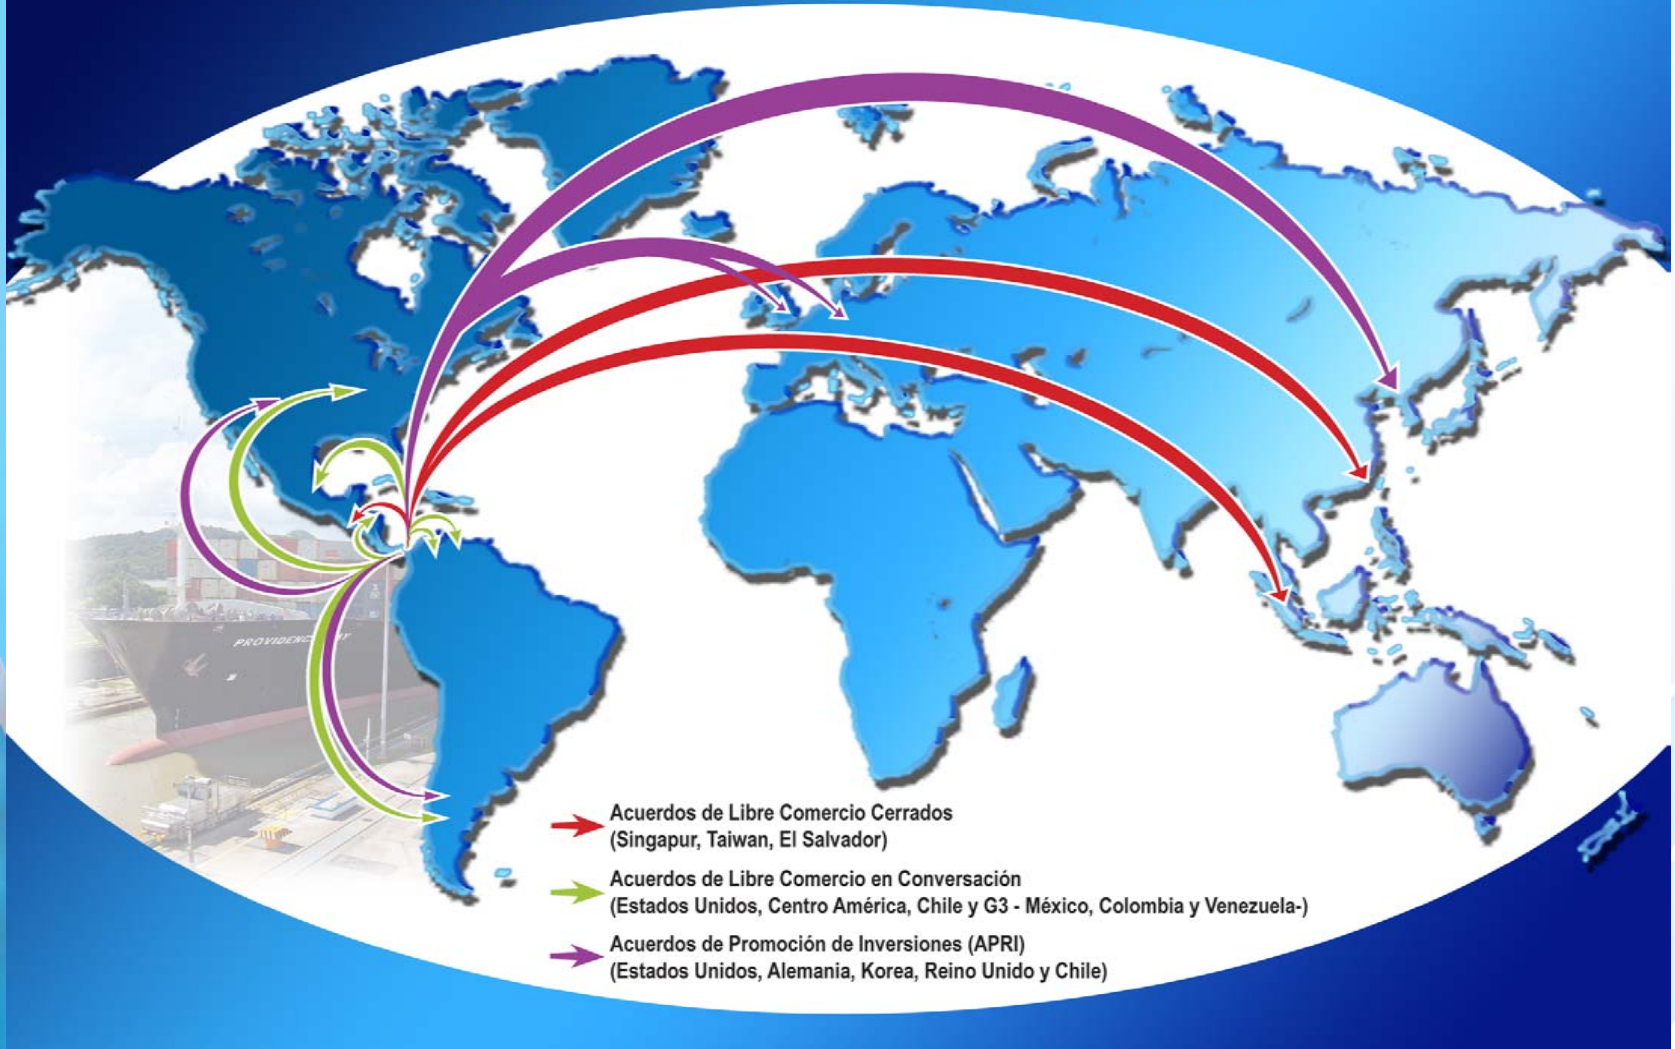 PROVIDENC
Acuerdos de Libre Comercio Cerrados
(Singapur, Taiwan, El Salvador)
Acuerdos de Libre Comercio en Conversación
(Estados Unidos, Centro América, Chile y G3 - México, Colombia y Venezuela-)
Acuerdos de Promoción de Inversiones (APRI)
(Estados Unidos, Alemania, Korea, Reino Unido y Chile)